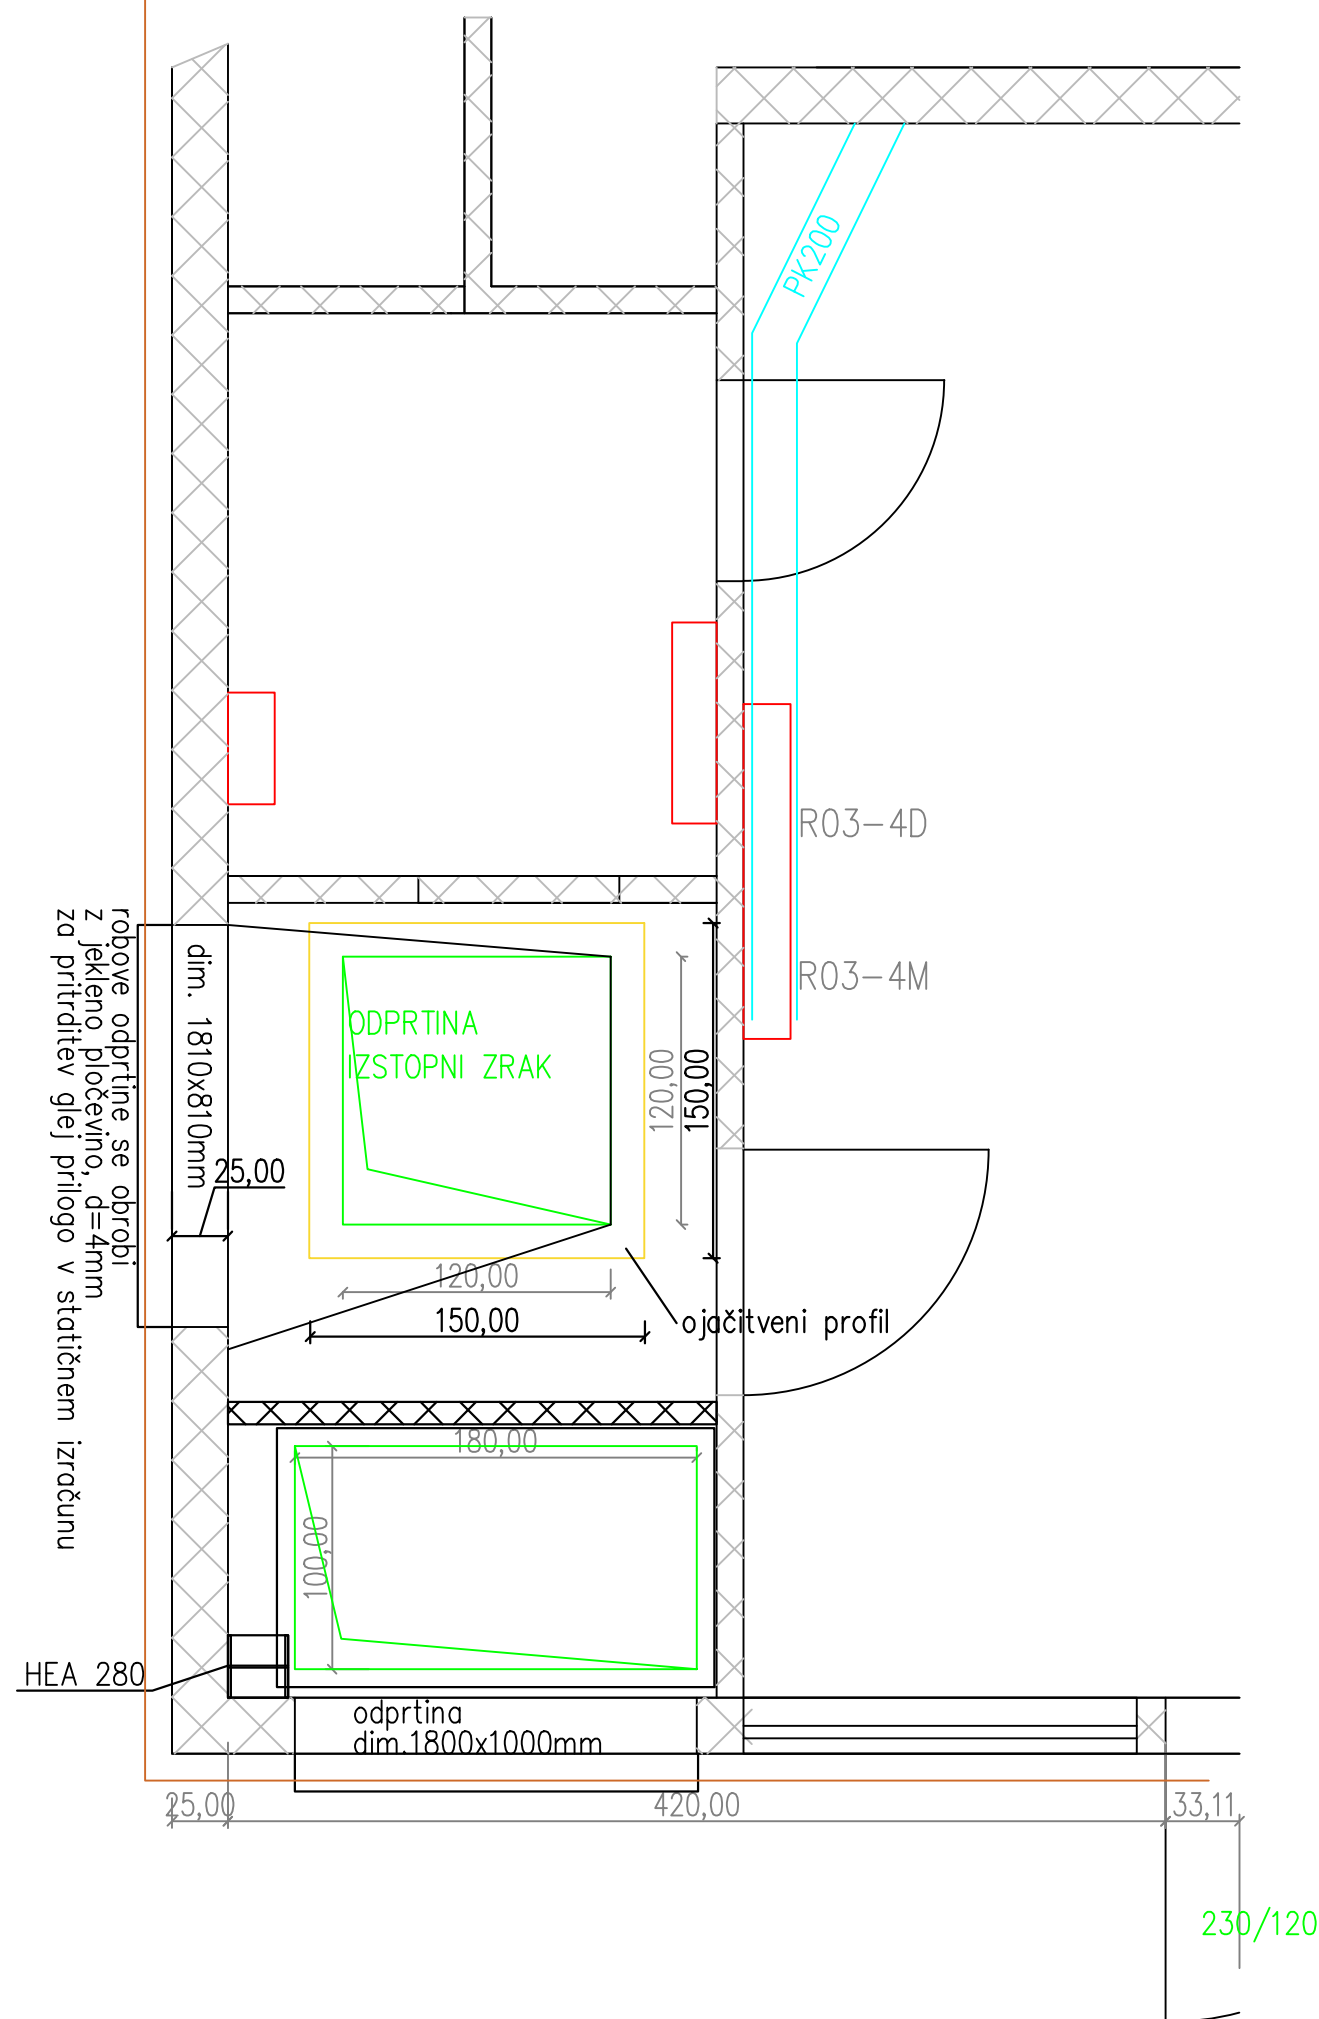 PK200
R03-4D
R03-4M
robove odprtine se obrobi
z jekleno pločevino, d=4mm
za pritrditev glej prilogo v statičnem izračunu
dim. 1810x810mm
ODPRTINA
IZSTOPNI ZRAK
120,00
150,00
25,00
120,00
150,00
ojačitveni profil
180,00
100,00
HEA 280
odprtina
dim.1800x1000mm
25,00
420,00
33,11
230/120